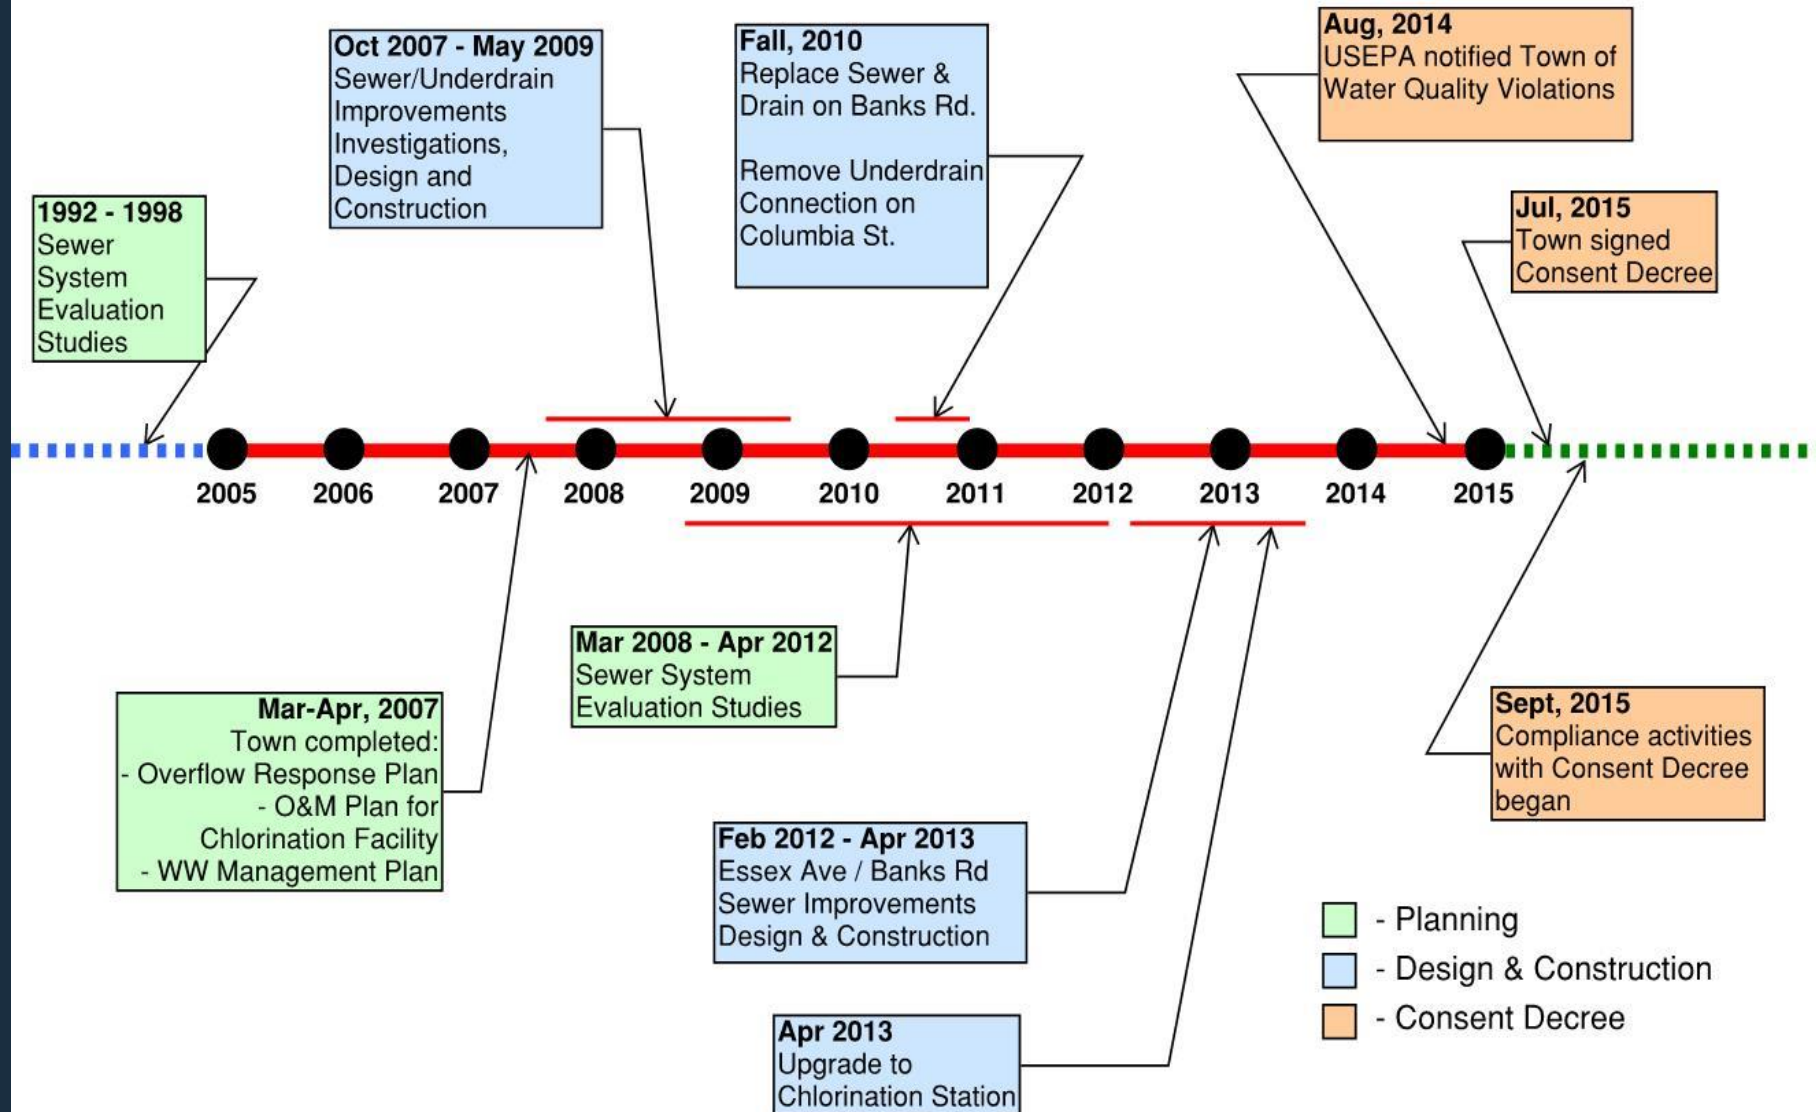 Oct 2007 - May 2009
Sewer/Underdrain
Improvements
Investigations,
Design and
Construction
Fall, 2010
Replace Sewer &
Drain on Banks Rd.
Remove Underdrain
Connection on
Columbia St.
Aug, 2014
USEPA notified Town of
Water Quality Violations
1992 - 1998
Sewer
System
Evaluation
Studies
Jul, 2015
Town signed
Consent Decree
2005 2006 2007 2008 2009 2010 2011 2012 2013 2014 2015
Mar 2008 - Apr 2012
Sewer System
Evaluation Studies
Mar-Apr, 2007
Town completed:
- Overflow Response Plan
- O&M Plan for
Chlorination Facility
- WW Management Plan
Sept, 2015
Compliance activities
with Consent Decree
began
Feb 2012 - Apr 2013
Essex Ave / Banks Rd
Sewer Improvements
Design & Construction
Apr 2013
Upgrade to
Chlorination Station
- Planning
- Design & Construction
- Consent Decree